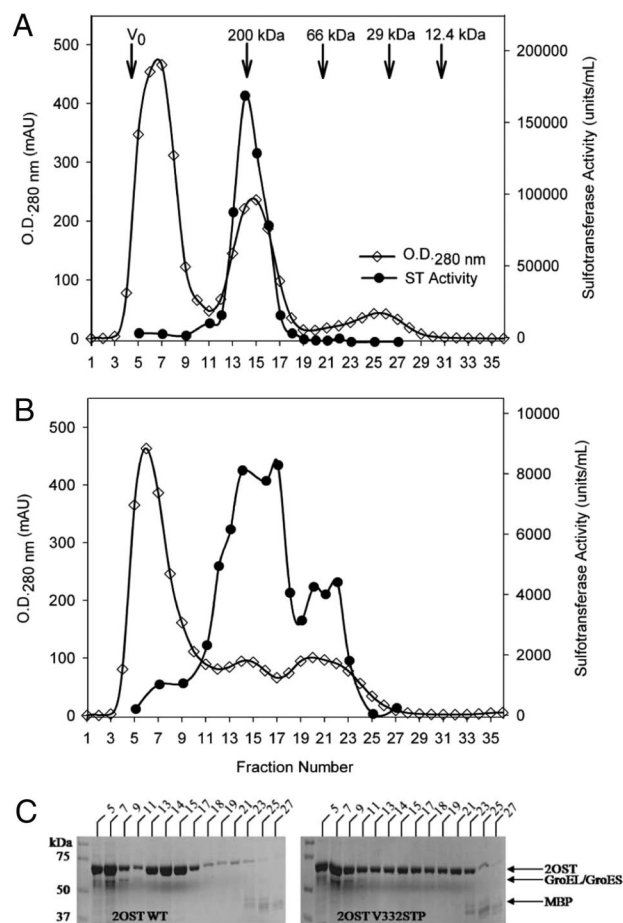 A
V0 200 kDa 66 kDa 29 kDa 12.4 kDa
500
400
300
200
100
0
O.D.280 nm (mAU)
200000
150000
100000
50000
0
Sulfotransferase Activity (units/mL)
O.D.280 nm
ST Activity
1 3 5 7 9 11 13 15 17 19 21 23 25 27 29 31 33 35
B
500
400
300
200
100
0
O.D.280 nm (mAU)
10000
8000
6000
4000
2000
0
Sulfotransferase Activity (units/mL)
1 3 5 7 9 11 13 15 17 19 21 23 25 27 29 31 33 35
Fraction Number
C
5 7 9 11 13 14 15 17 18 19 21 23 25 27
5 7 9 11 13 14 15 17 18 19 21 23 25 27
kDa
75
50
37
2OST WT
2OST V332STP
2OST
GroEL/GroES
MBP